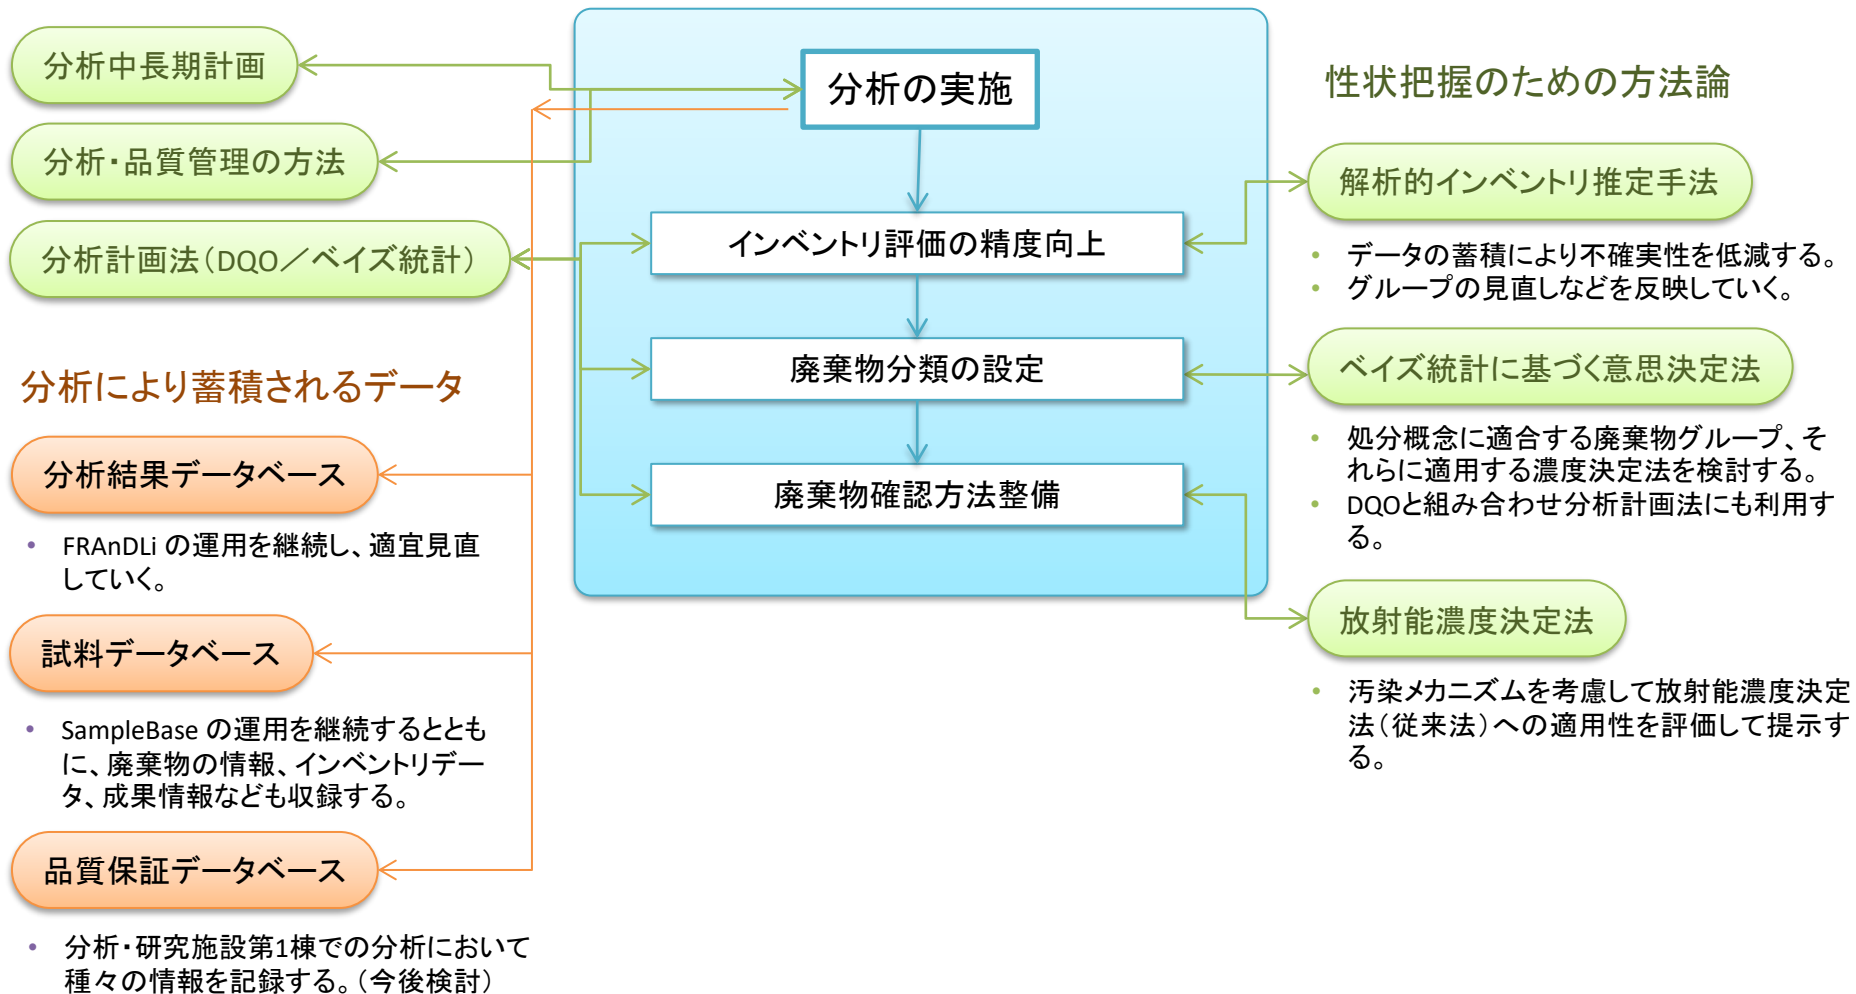 分析中長期計画
分析・品質管理の方法
分析計画法（DQO／ベイズ統計）
分析により蓄積されるデータ
分析結果データベース
• FRAnDLi の運用を継続し、適宜見直
していく。
試料データベース
• SampleBase の運用を継続するととも
に、廃棄物の情報、インベントリデー
タ、成果情報なども収録する。
品質保証データベース
• 分析・研究施設第1棟での分析において
種々の情報を記録する。（今後検討）
分析の実施
インベントリ評価の精度向上
廃棄物分類の設定
廃棄物確認方法整備
性状把握のための方法論
解析的インベントリ推定手法
• データの蓄積により不確実性を低減する。
• グループの見直しなどを反映していく。
ベイズ統計に基づく意思決定法
• 処分概念に適合する廃棄物グループ、そ
れらに適用する濃度決定法を検討する。
• DQOと組み合わせ分析計画法にも利用す
る。
放射能濃度決定法
• 汚染メカニズムを考慮して放射能濃度決定
法（従来法）への適用性を評価して提示す
る。